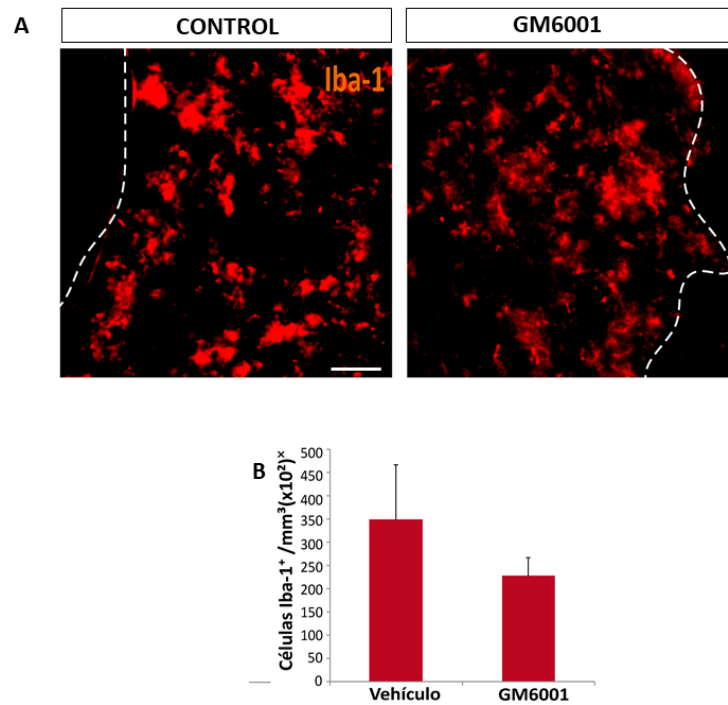 A
CONTROL
GM6001
Iba-1
B
Células Iba-1⁺ /mm³(x10²)ˣ
500
450
400
350
300
250
200
150
100
50
0
Vehículo
GM6001